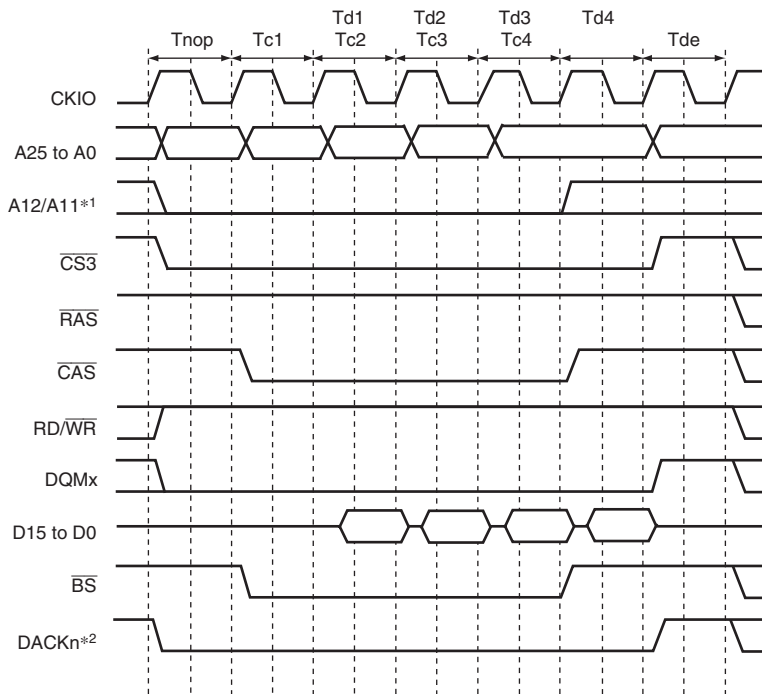 Td1 Td2 Td3 Td4
Tnop Tc1 Tc2 Tc3 Tc4 Tde
CKIO
A25 to A0
A12/A11*1
CS3
RAS
CAS
RD/WR
DQMx
D15 to D0
BS
DACKn*2